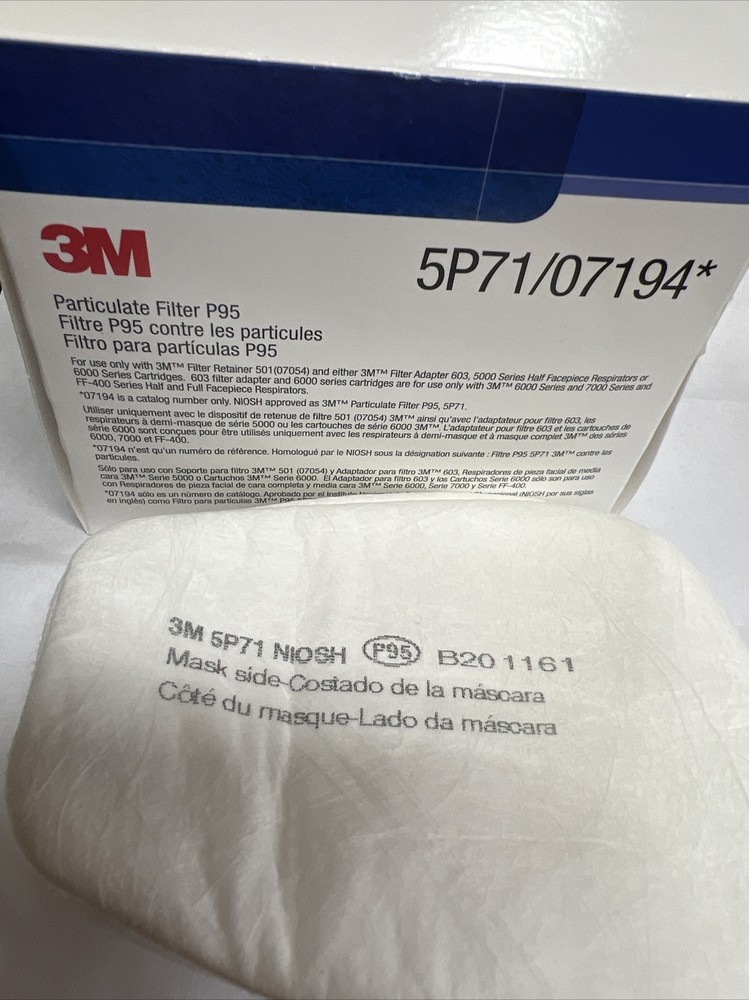 3M
5P71/07194*
Particulate Filter P95
Filtre P95 contre les particules
Filtro para partículas P95
For use only with 3M™ Filter Retainer 501(07054) and either 3M™ Filter Adapter 603, 5000 Series Half Facepiece Respirators or
6000 Series Cartridges. 603 filter adapter and 6000 series cartridges are for use only with 3M™ 6000 Series and 7000 Series and
FF-400 Series Half and Full Facepiece Respirators.
*07194 is a catalog number only. NIOSH approved as 3M™ Particulate Filter P95, 5P71.
Utiliser uniquement avec le dispositif de retenue de filtre 501 (07054) 3M™ ainsi qu'avec l'adaptateur pour filtre 603, les
respirateurs à demi-masque de série 5000 ou les cartouches de série 6000 3M™. L'adaptateur pour filtre 603 et les cartouches de
série 6000 sont conçus pour être utilisés uniquement avec les respirateurs à demi-masque et à masque complet 3M™ des séries
6000, 7000 et FF-400.
*07194 n'est qu'un numéro de référence. Homologué par le NIOSH sous la désignation suivante : Filtre P95 5P71 3M™ contre les
particules.
Sólo para uso con Soporte para filtro 3M™ 501 (07054) y Adaptador para filtro 3M™ 603, Respiradores de pieza facial de media
cara 3M™ Serie 5000 o Cartuchos 3M™ Serie 6000. El Adaptador para filtro 603 y los Cartuchos Serie 6000 sólo son para uso
con Respiradores de pieza facial de cara completa y media cara 3M™ Serie 6000, Serie 7000 y Serie FF-400.
*07194 sólo es un número de catálogo. Aprobado por el (NIOSH por sus siglas
en inglés) como Filtro para partículas 3M™
3M 5P71 NIOSH P95 B20 1161
Mask side-Costado de la máscara
Côté du masque-Lado da máscara